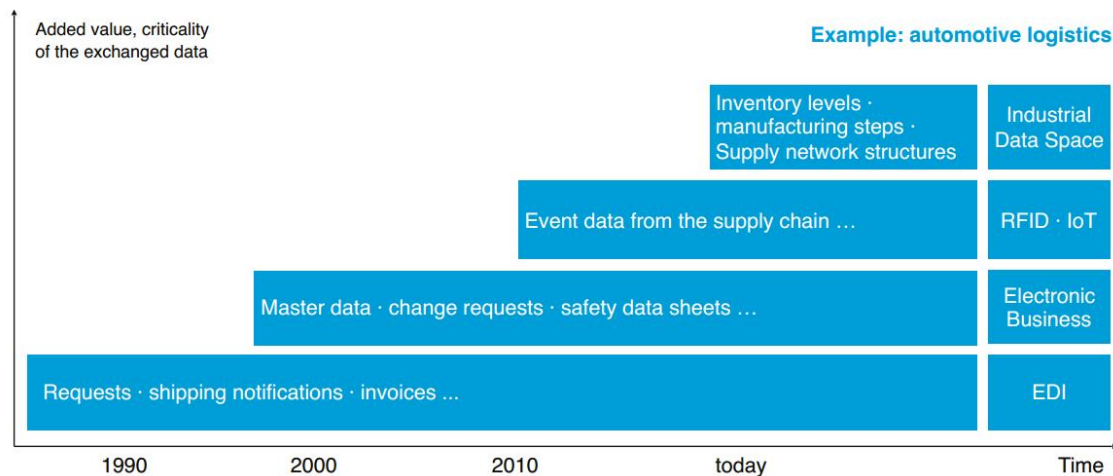 Added value, criticality
of the exchanged data
Example: automotive logistics
Inventory levels ·
manufacturing steps ·
Supply network structures
Industrial
Data Space
Event data from the supply chain …
RFID · IoT
Master data · change requests · safety data sheets …
Electronic
Business
Requests · shipping notifications · invoices ...
EDI
1990
2000
2010
today
Time